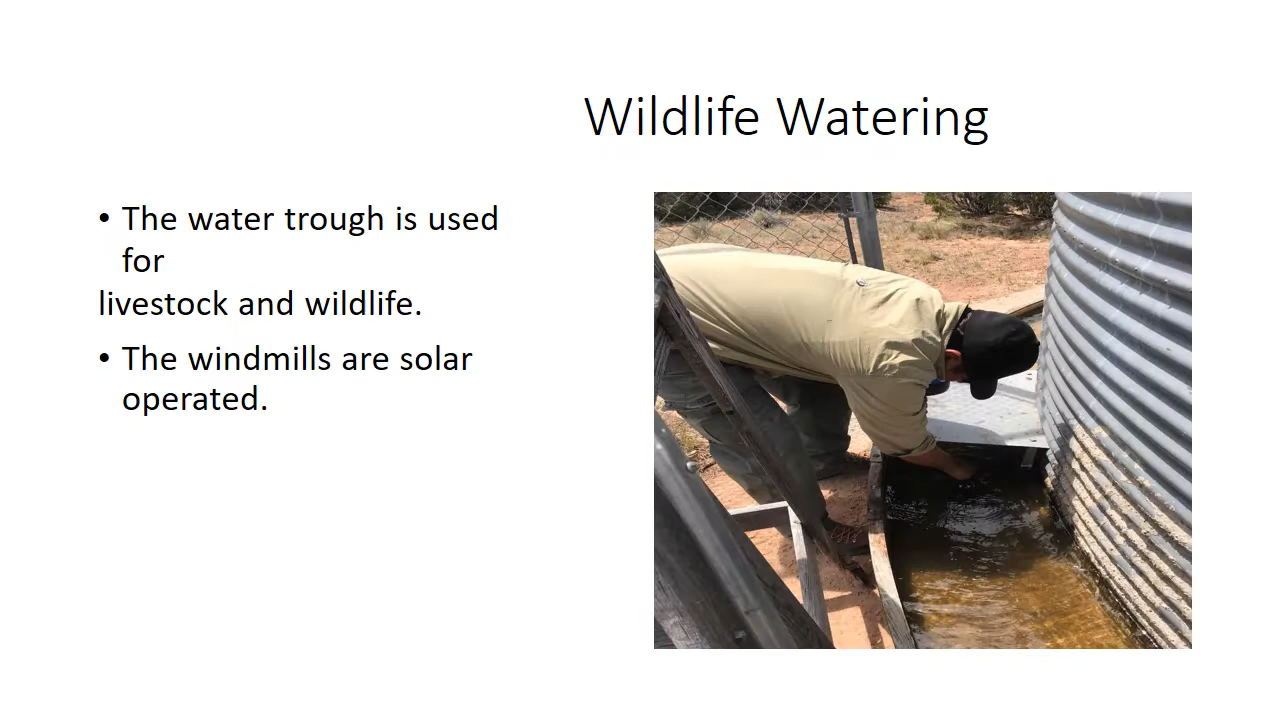 Wildlife Watering
• The water trough is used
for
livestock and wildlife.
• The windmills are solar
operated.